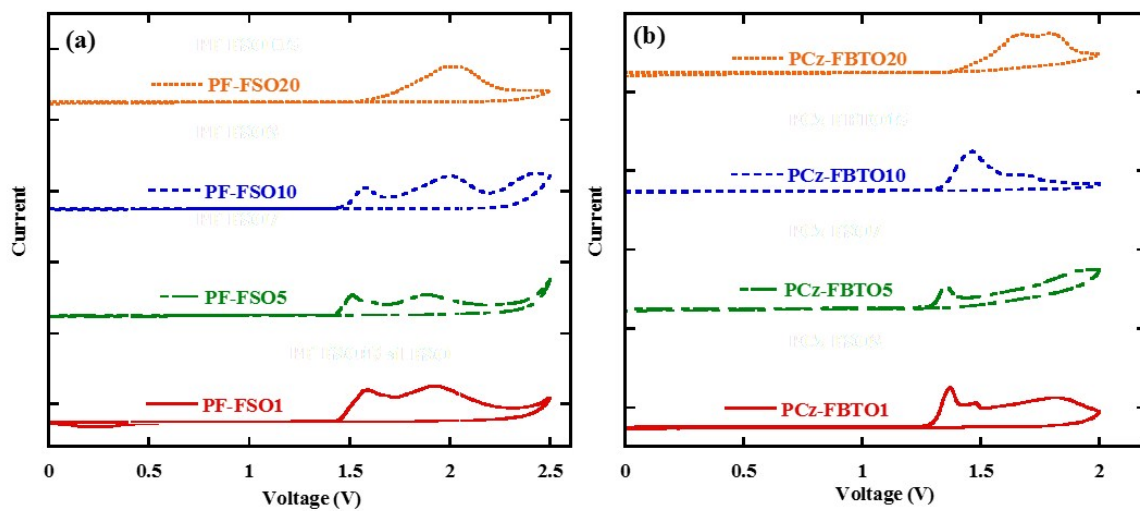 (a)
PF-FSO20
PF-FSO10
PF-FSO5
PF-FSO1
Current
0 0.5 1 1.5 2 2.5
Voltage (V)
(b)
PCz-FBTO20
PCz-FBTO10
PCz-FBTO5
PCz-FBTO1
Current
0 0.5 1 1.5 2
Voltage (V)